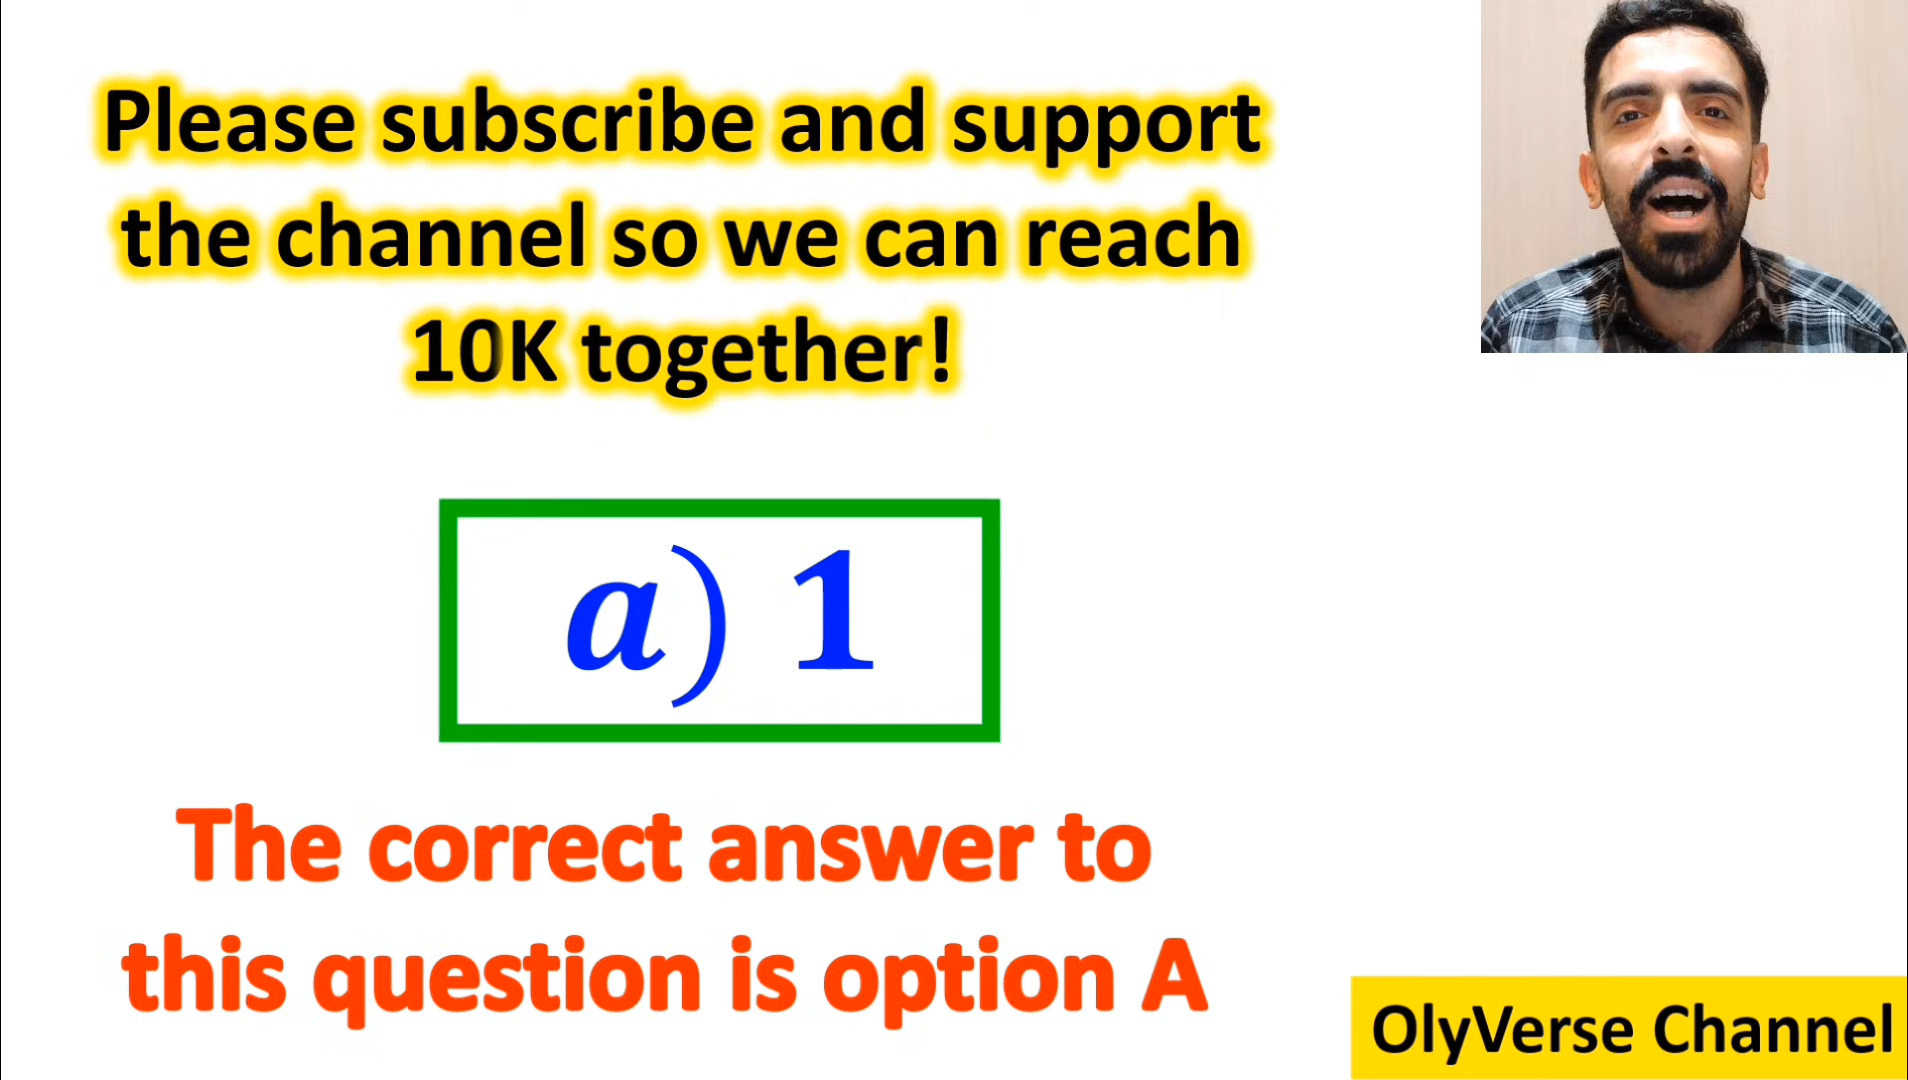 Please subscribe and support
the channel so we can reach
10K together!
a) 1
The correct answer to
this question is option A
OlyVerse Channel